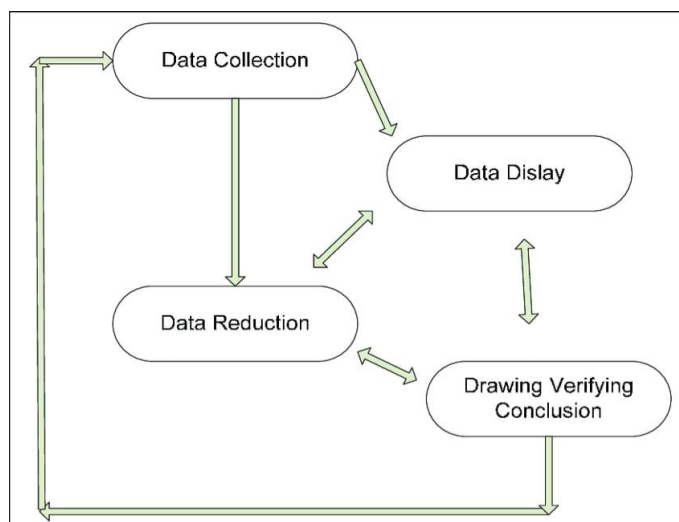 Data Collection
Data Dislay
Data Reduction
Drawing Verifying
Conclusion